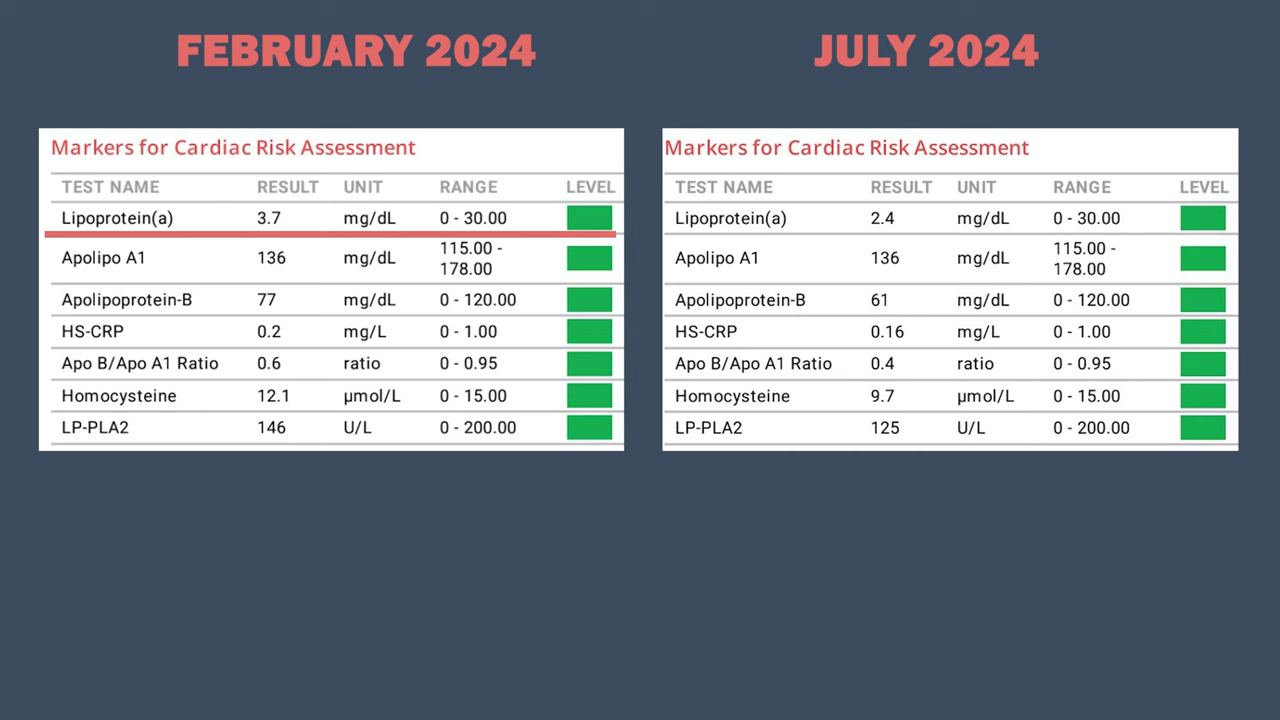 FEBRUARY 2024
Markers for Cardiac Risk Assessment
TEST NAME RESULT UNIT RANGE LEVEL
Lipoprotein(a) 3.7 mg/dL 0 - 30.00
Apolipo A1 136 mg/dL 115.00 -
178.00
Apolipoprotein-B 77 mg/dL 0 - 120.00
HS-CRP 0.2 mg/L 0 - 1.00
Apo B/Apo A1 Ratio 0.6 ratio 0 - 0.95
Homocysteine 12.1 µmol/L 0 - 15.00
LP-PLA2 146 U/L 0 - 200.00
JULY 2024
Markers for Cardiac Risk Assessment
TEST NAME RESULT UNIT RANGE LEVEL
Lipoprotein(a) 2.4 mg/dL 0 - 30.00
Apolipo A1 136 mg/dL 115.00 -
178.00
Apolipoprotein-B 61 mg/dL 0 - 120.00
HS-CRP 0.16 mg/L 0 - 1.00
Apo B/Apo A1 Ratio 0.4 ratio 0 - 0.95
Homocysteine 9.7 µmol/L 0 - 15.00
LP-PLA2 125 U/L 0 - 200.00